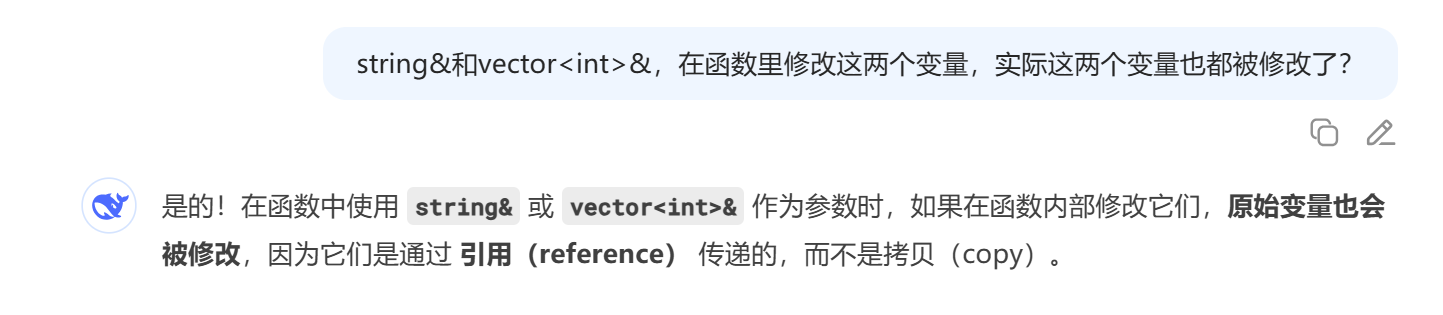 string&和vector<int>&，在函数里修改这两个变量，实际这两个变量也都被修改了？
是的！在函数中使用 string& 或 vector<int>& 作为参数时，如果在函数内部修改它们，原始变量也会
被修改，因为它们是通过 引用（reference） 传递的，而不是拷贝（copy）。